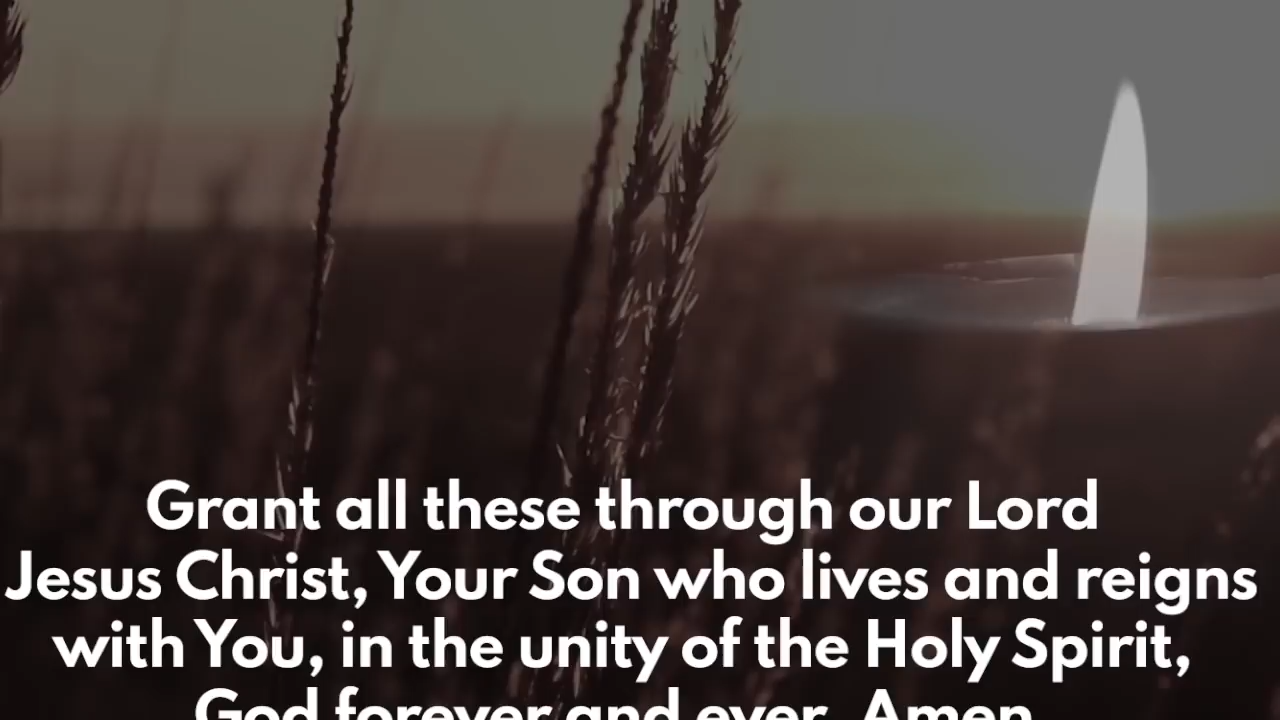 Grant all these through our Lord
Jesus Christ, Your Son who lives and reigns
with You, in the unity of the Holy Spirit,
God forever and ever. Amen.